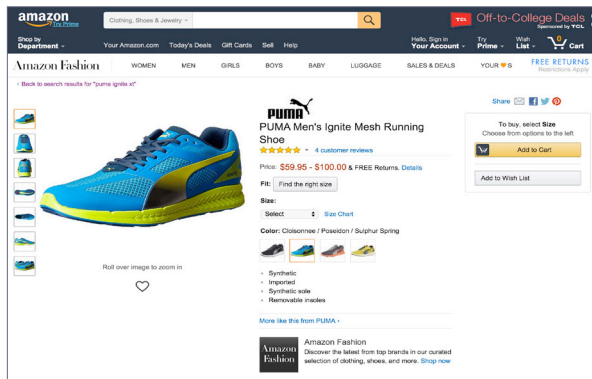 amazon
Try Prime
Clothing, Shoes & Jewelry
TCL Off-to-College Deals
Sponsored by TCL
Shop by
Department
Your Amazon.com Today's Deals Gift Cards Sell Help
Hello. Sign in
Your Account
Try
Prime
Wish
List
0
Cart
Amazon Fashion
WOMEN MEN GIRLS BOYS BABY LUGGAGE SALES & DEALS YOUR ♥S
FREE RETURNS
Restrictions Apply
‹ Back to search results for "puma ignite xt"
Share
PUMA
PUMA Men's Ignite Mesh Running
Shoe
4 customer reviews
Price: $59.95 - $100.00 & FREE Returns. Details
Fit: Find the right size
Size:
Select Size Chart
Color: Cloisonnee / Poseidon / Sulphur Spring
Synthetic
Imported
Synthetic sole
Removable insoles
More like this from PUMA ›
Amazon
Fashion
Amazon Fashion
Discover the latest from top brands in our curated
selection of clothing, shoes, and more. Shop now
Roll over image to zoom in
To buy, select Size
Choose from options to the left
Add to Cart
Add to Wish List